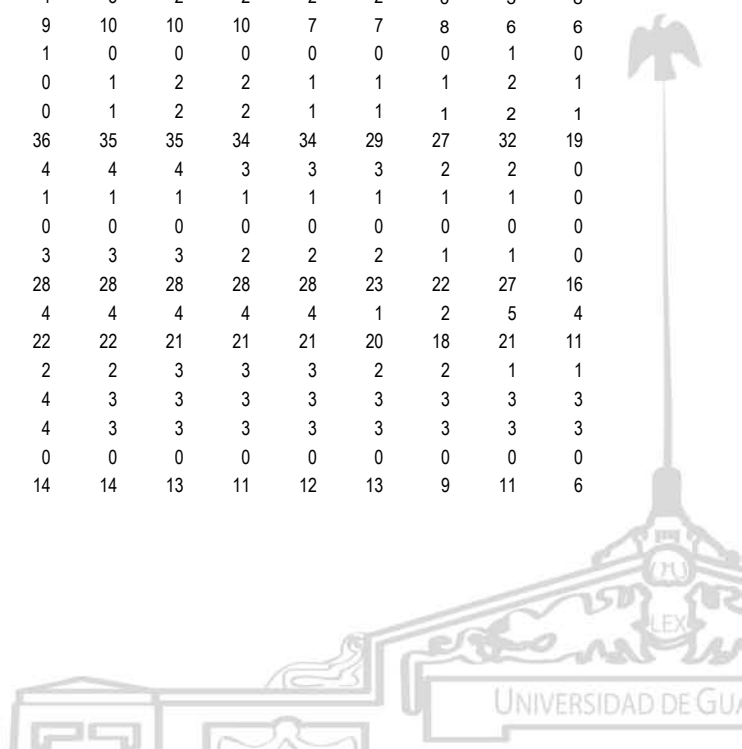 9 10 10 10 7 7 8 6 6
1 0 0 0 0 0 0 1 0
0 1 2 2 1 1 1 2 1
0 1 2 2 1 1 1 2 1
36 35 35 34 34 29 27 32 19
4 4 4 3 3 3 2 2 0
1 1 1 1 1 1 1 1 0
0 0 0 0 0 0 0 0 0
3 3 3 2 2 2 1 1 0
28 28 28 28 28 23 22 27 16
4 4 4 4 4 1 2 5 4
22 22 21 21 21 20 18 21 11
2 2 3 3 3 2 2 1 1
4 3 3 3 3 3 3 3 3
4 3 3 3 3 3 3 3 3
0 0 0 0 0 0 0 0 0
14 14 13 11 12 13 9 11 6
LEX
UNIVERSIDAD DE GUA